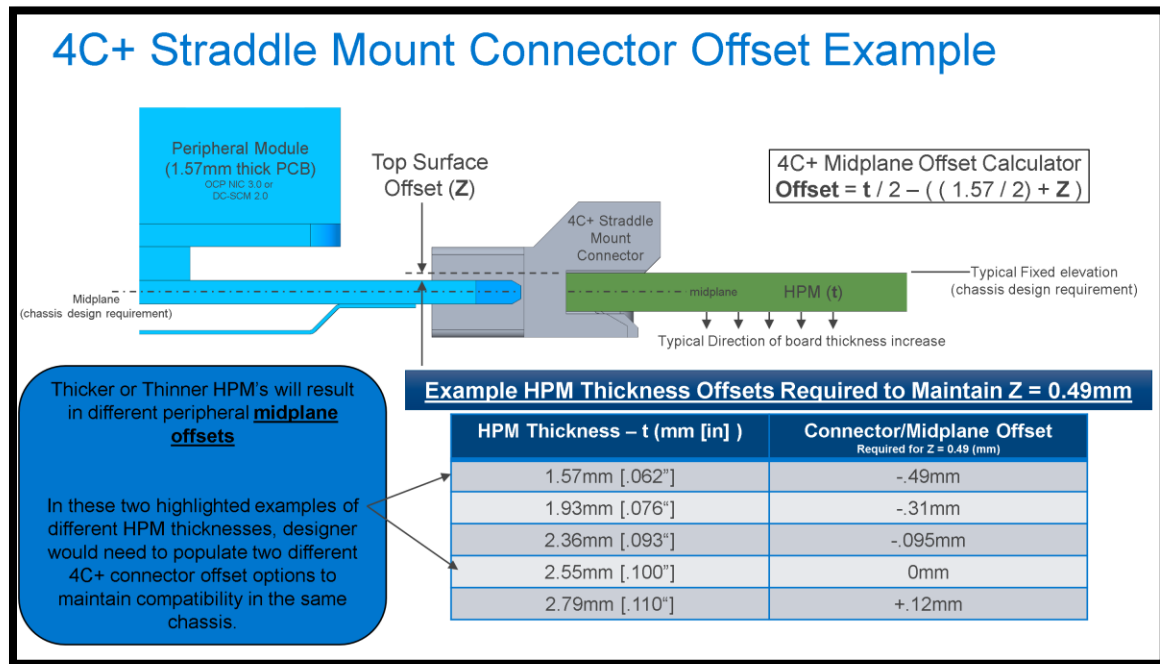 4C+ Straddle Mount Connector Offset Example
Peripheral Module
(1.57mm thick PCB)
OCP NIC 3.0 or
DC-SCM 2.0
Top Surface
Offset (Z)
4C+ Straddle
Mount
Connector
4C+ Midplane Offset Calculator
Offset = t / 2 – ( ( 1.57 / 2) + Z )
Midplane
(chassis design requirement)
midplane
HPM (t)
Typical Fixed elevation
(chassis design requirement)
Typical Direction of board thickness increase
Thicker or Thinner HPM's will result
in different peripheral midplane
offsets
In these two highlighted examples of
different HPM thicknesses, designer
would need to populate two different
4C+ connector offset options to
maintain compatibility in the same
chassis.
Example HPM Thickness Offsets Required to Maintain Z = 0.49mm
HPM Thickness – t (mm [in] )
Connector/Midplane Offset
Required for Z = 0.49 (mm)
1.57mm [.062“]
-.49mm
1.93mm [.076“]
-.31mm
2.36mm [.093“]
-.095mm
2.55mm [.100“]
0mm
2.79mm [.110“]
+.12mm